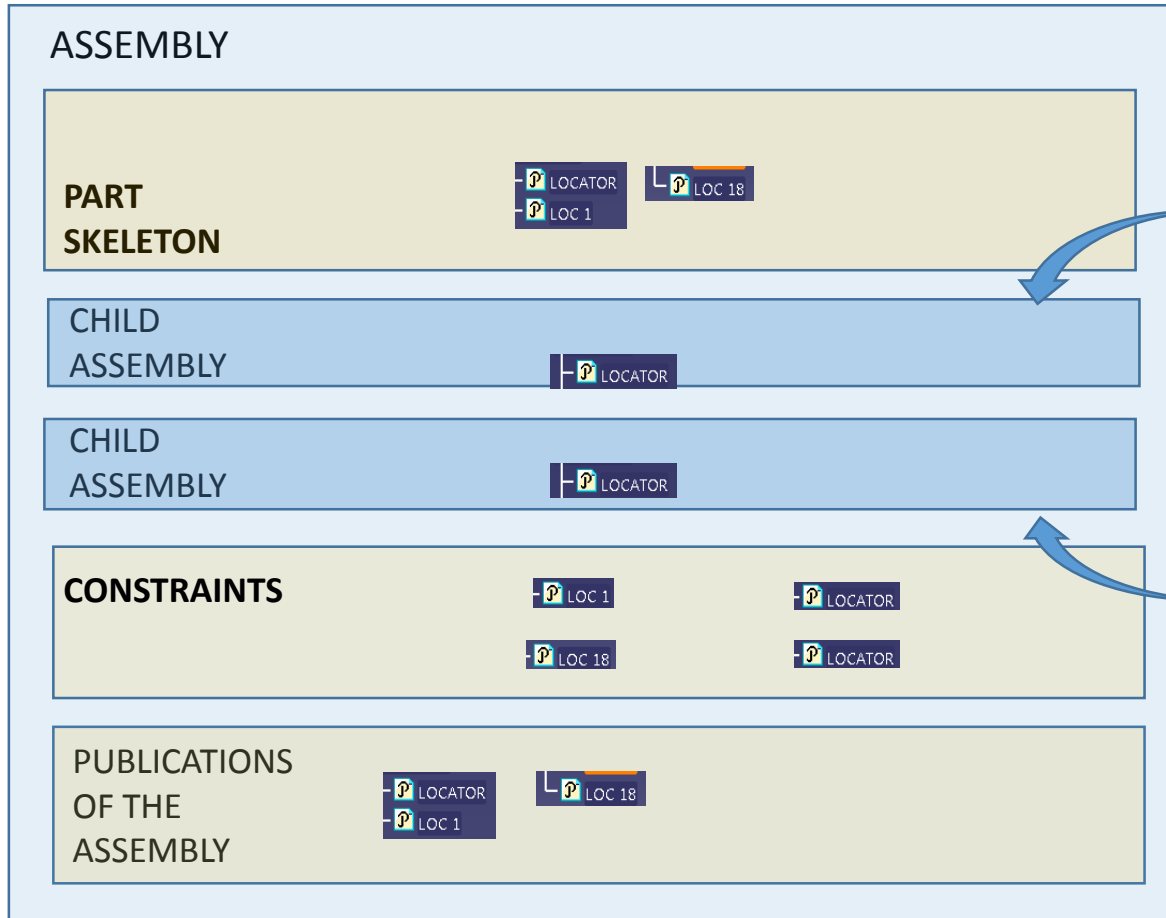 ASSEMBLY
PART
SKELETON
LOCATOR
LOC 1
LOC 18
CHILD
ASSEMBLY
LOCATOR
CHILD
ASSEMBLY
LOCATOR
CONSTRAINTS
LOC 1
LOCATOR
LOC 18
LOCATOR
PUBLICATIONS
OF THE
ASSEMBLY
LOCATOR
LOC 1
LOC 18